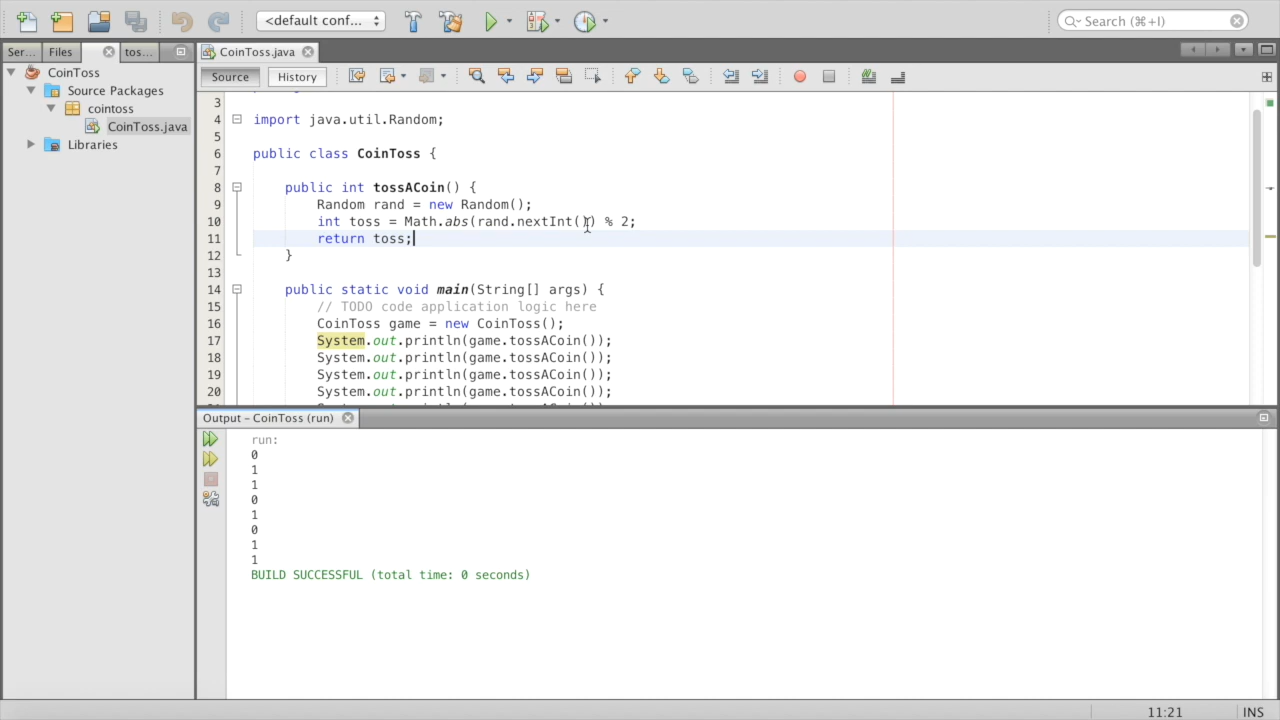 <default conf...
Search (⌘+I)
Ser...
Files
tos...
CoinToss.java
CoinToss
Source Packages
cointoss
CoinToss.java
Libraries
Source
History
3
4 import java.util.Random;
5
6 public class CoinToss {
7
8 public int tossACoin() {
9 Random rand = new Random();
10 int toss = Math.abs(rand.nextInt()) % 2;
11 return toss;
12 }
13
14 public static void main(String[] args) {
15 // TODO code application logic here
16 CoinToss game = new CoinToss();
17 System.out.println(game.tossACoin());
18 System.out.println(game.tossACoin());
19 System.out.println(game.tossACoin());
20 System.out.println(game.tossACoin());
Output – CoinToss (run)
run:
0
1
1
0
1
0
1
1
BUILD SUCCESSFUL (total time: 0 seconds)
11:21
INS